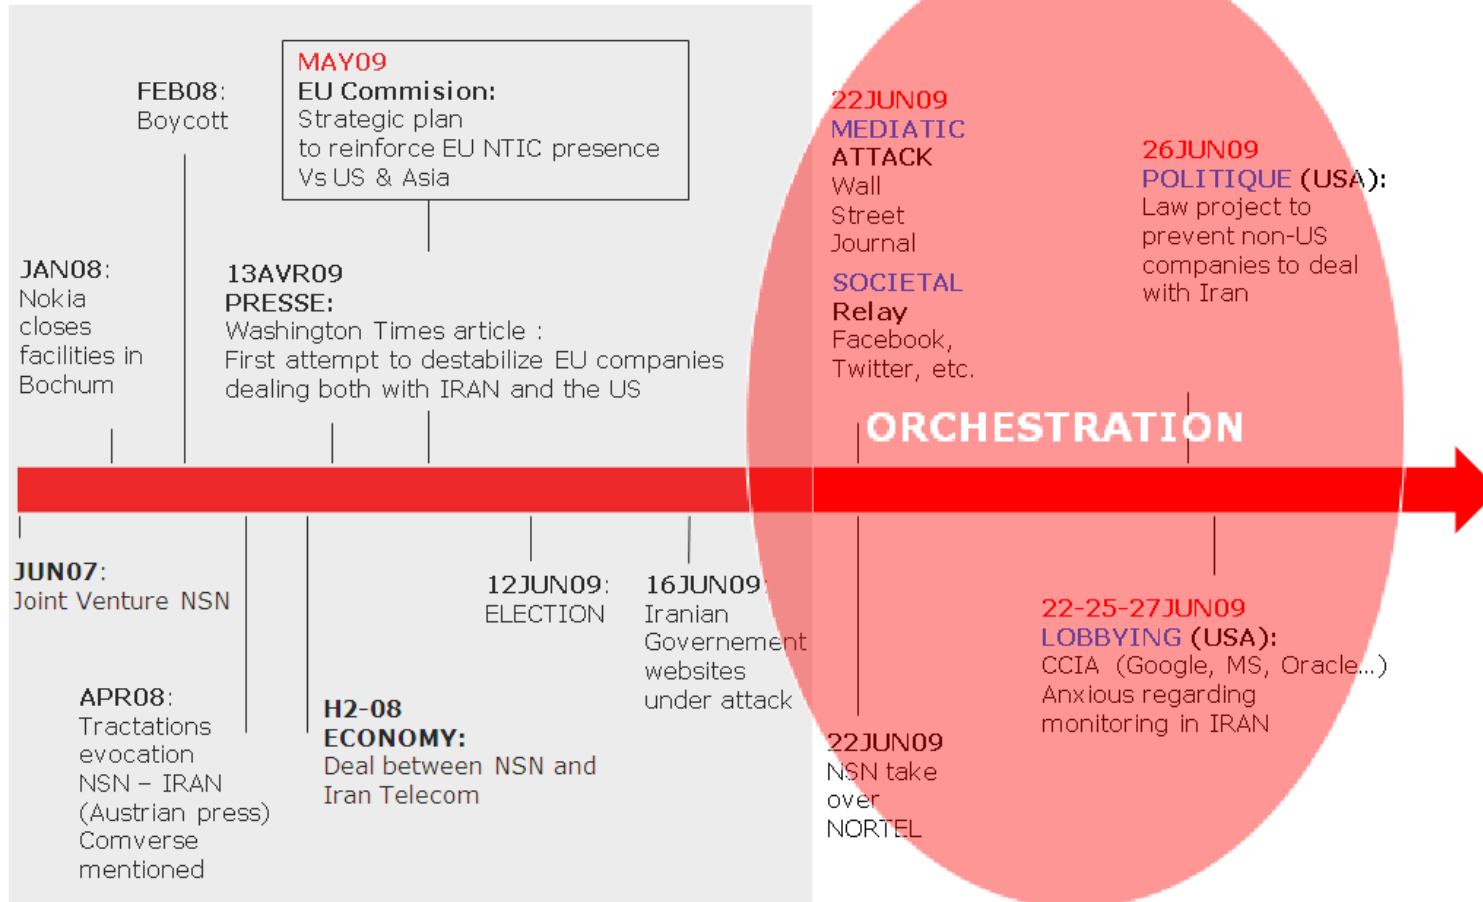 FEB08:
Boycott
MAY09
EU Commision:
Strategic plan
to reinforce EU NTIC presence
Vs US & Asia
JAN08:
Nokia
closes
facilities in
Bochum
13AVR09
PRESSE:
Washington Times article :
First attempt to destabilize EU companies
dealing both with IRAN and the US
22JUN09
MEDIATIC
ATTACK
Wall
Street
Journal
SOCIETAL
Relay
Facebook,
Twitter, etc.
26JUN09
POLITIQUE (USA):
Law project to
prevent non-US
companies to deal
with Iran
ORCHESTRATION
JUN07:
Joint Venture NSN
APR08:
Tractations
evocation
NSN – IRAN
(Austrian press)
Comverse
mentioned
H2-08
ECONOMY:
Deal between NSN and
Iran Telecom
12JUN09:
ELECTION
16JUN09:
Iranian
Governement
websites
under attack
22JUN09
NSN take
over
NORTEL
22-25-27JUN09
LOBBYING (USA):
CCIA (Google, MS, Oracle...)
Anxious regarding
monitoring in IRAN